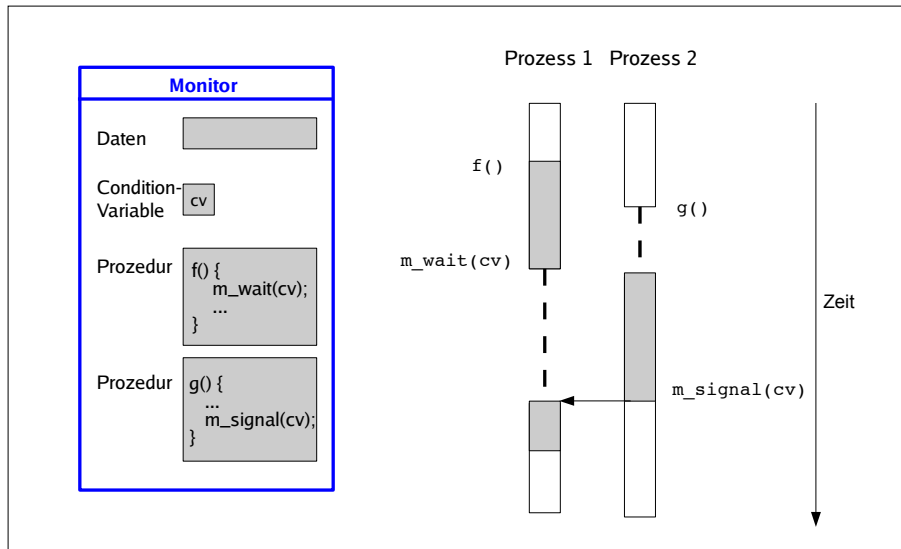 Monitor
Daten
Condition-
Variable
cv
Prozedur
f() {
m_wait(cv);
...
}
Prozedur
g() {
...
m_signal(cv);
}
Prozess 1
Prozess 2
f()
g()
m_wait(cv)
Zeit
m_signal(cv)